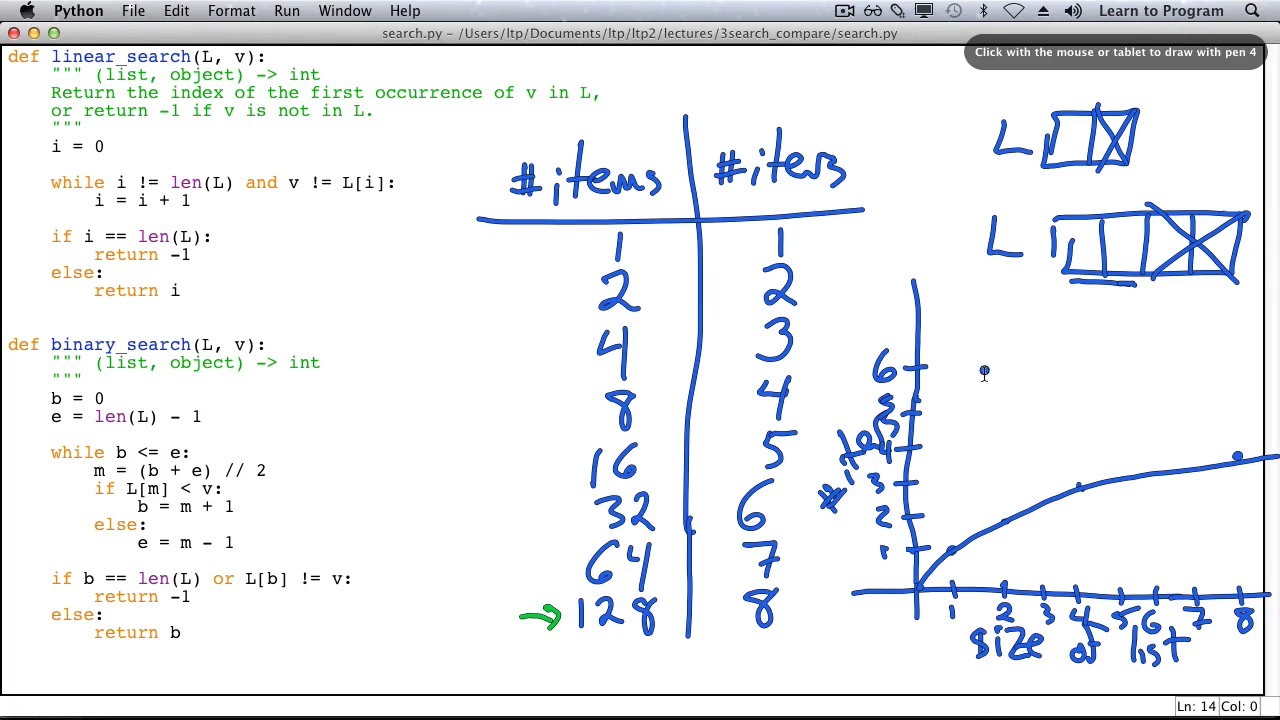 Python File Edit Format Run Window Help Learn to Program
search.py – /Users/ltp/Documents/ltp/ltp2/lectures/3search_compare/search.py
Click with the mouse or tablet to draw with pen 4
def linear_search(L, v):
""" (list, object) -> int
Return the index of the first occurrence of v in L,
or return -1 if v is not in L.
"""
i = 0
while i != len(L) and v != L[i]:
i = i + 1
if i == len(L):
return -1
else:
return i
def binary_search(L, v):
""" (list, object) -> int
"""
b = 0
e = len(L) - 1
while b <= e:
m = (b + e) // 2
if L[m] < v:
b = m + 1
else:
e = m - 1
if b == len(L) or L[b] != v:
return -1
else:
return b
#items #iters
1 1
2 2
4 3
8 4
16 5
32 6
64 7
128 8
L
L
6
5
4
3
2
1
#iters
1 2 3 4 5 6 7 8
size of list
Ln: 14 Col: 0